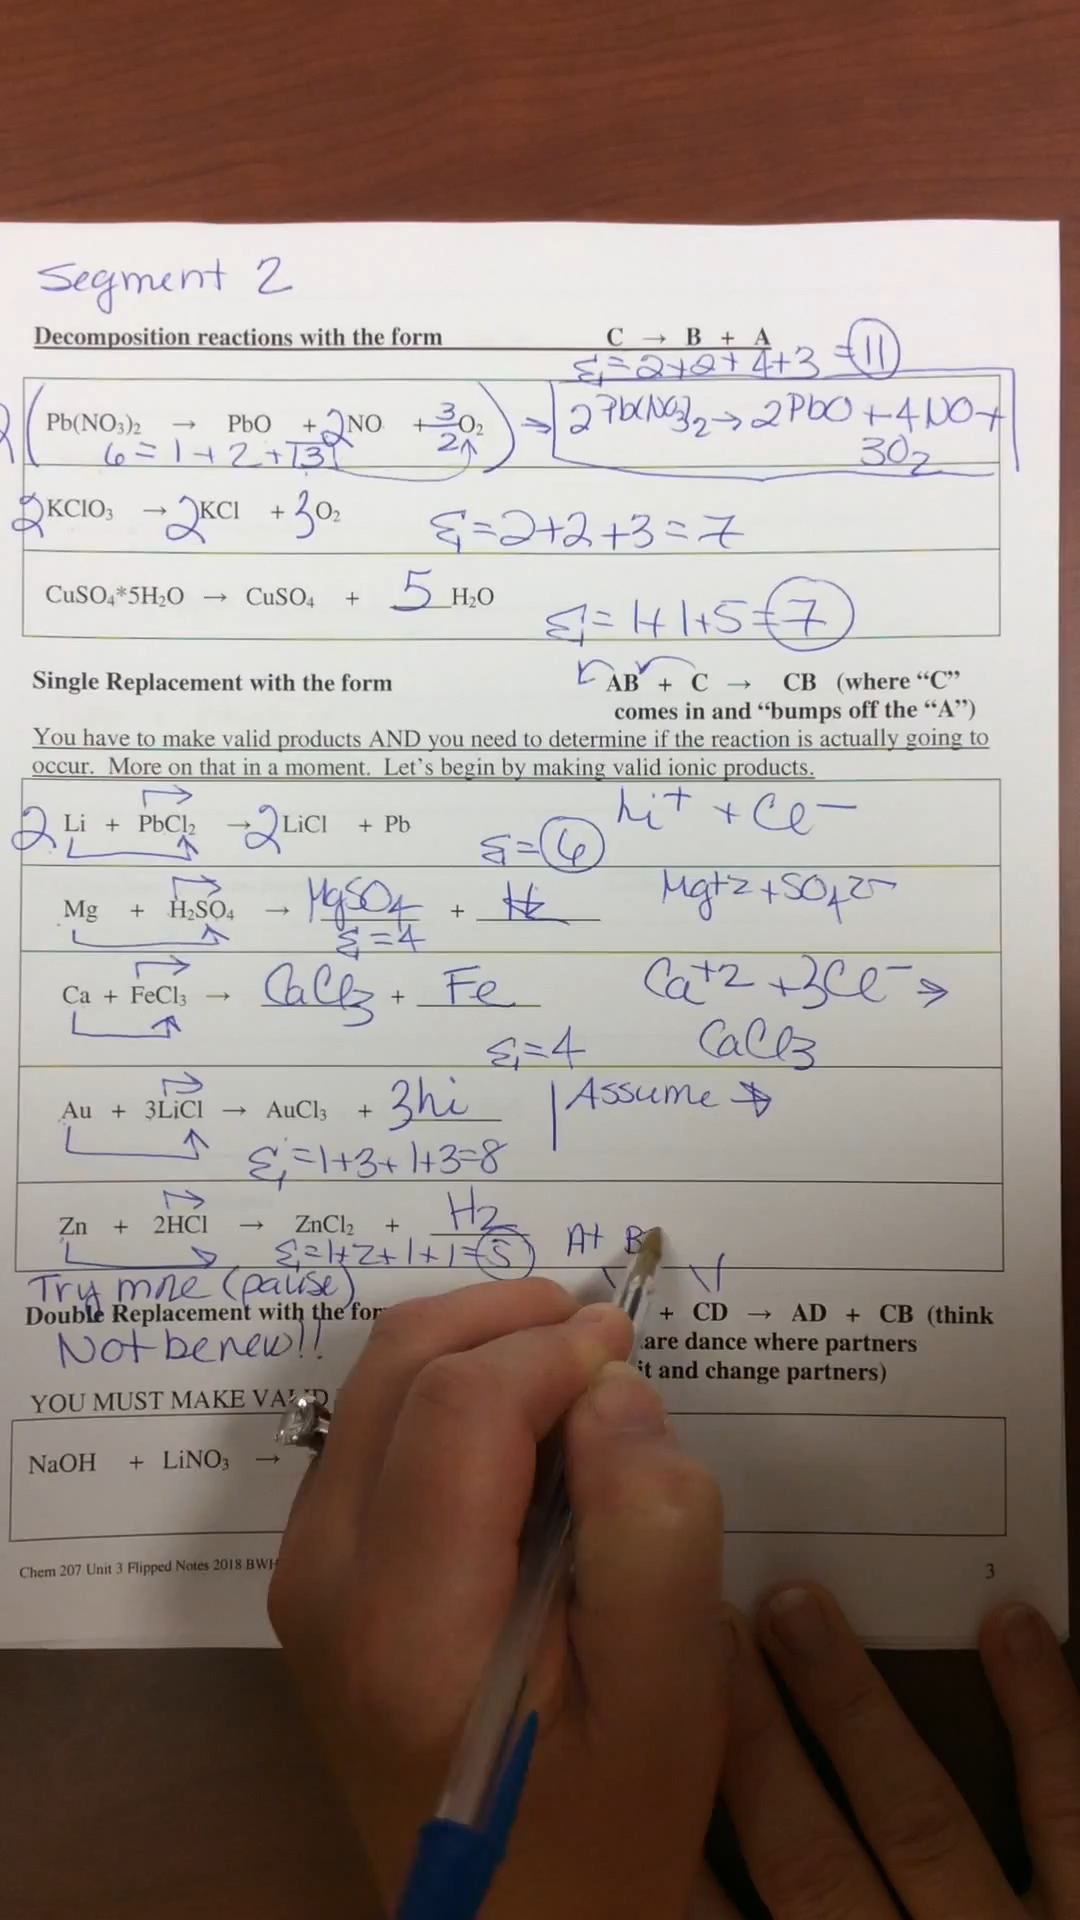 Segment 2
Decomposition reactions with the form C → B + A
Σ=2+2+4+3=11
2(Pb(NO₃)₂ → PbO +2NO +3/2O₂) → 2Pb(NO₃)₂→2PbO+4NO+
6=1+2+3
3O₂
2KClO₃ →2KCl +3O₂ Σ=2+2+3=7
CuSO₄*5H₂O → CuSO₄ + 5 H₂O Σ=1+1+5=7
Single Replacement with the form AB + C → CB (where “C”
comes in and “bumps off the “A”)
You have to make valid products AND you need to determine if the reaction is actually going to
occur. More on that in a moment. Let’s begin by making valid ionic products.
2Li + PbCl₂ →2LiCl + Pb Σ=6 Li⁺ + Cl⁻
Mg + H₂SO₄ → MgSO₄ + H₂ Mg+2+SO₄2-
Σ=4
Ca + FeCl₃ → CaCl₃ + Fe Ca+2 +3Cl⁻→
Σ=4 CaCl₃
Au + 3LiCl → AuCl₃ + 3Li Assume →
Σ=1+3+1+3=8
Zn + 2HCl → ZnCl₂ + H₂
Σ=1+2+1+1=5 A+ B
Try mne (pause)
Double Replacement with the for + CD → AD + CB (think
Not be new!! are dance where partners
it and change partners)
YOU MUST MAKE VALID
NaOH + LiNO₃ →
Chem 207 Unit 3 Flipped Notes 2018 BWH
3